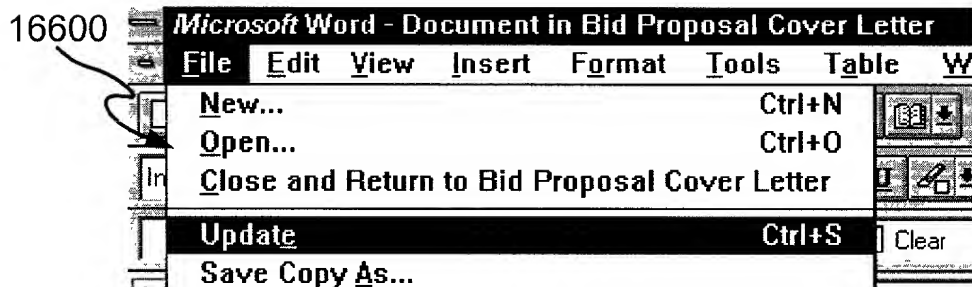 16600
Microsoft Word - Document in Bid Proposal Cover Letter
File Edit View Insert Format Tools Table W
New... Ctrl+N
Open... Ctrl+O
In
Close and Return to Bid Proposal Cover Letter
Update Ctrl+S
Clear
Save Copy As...